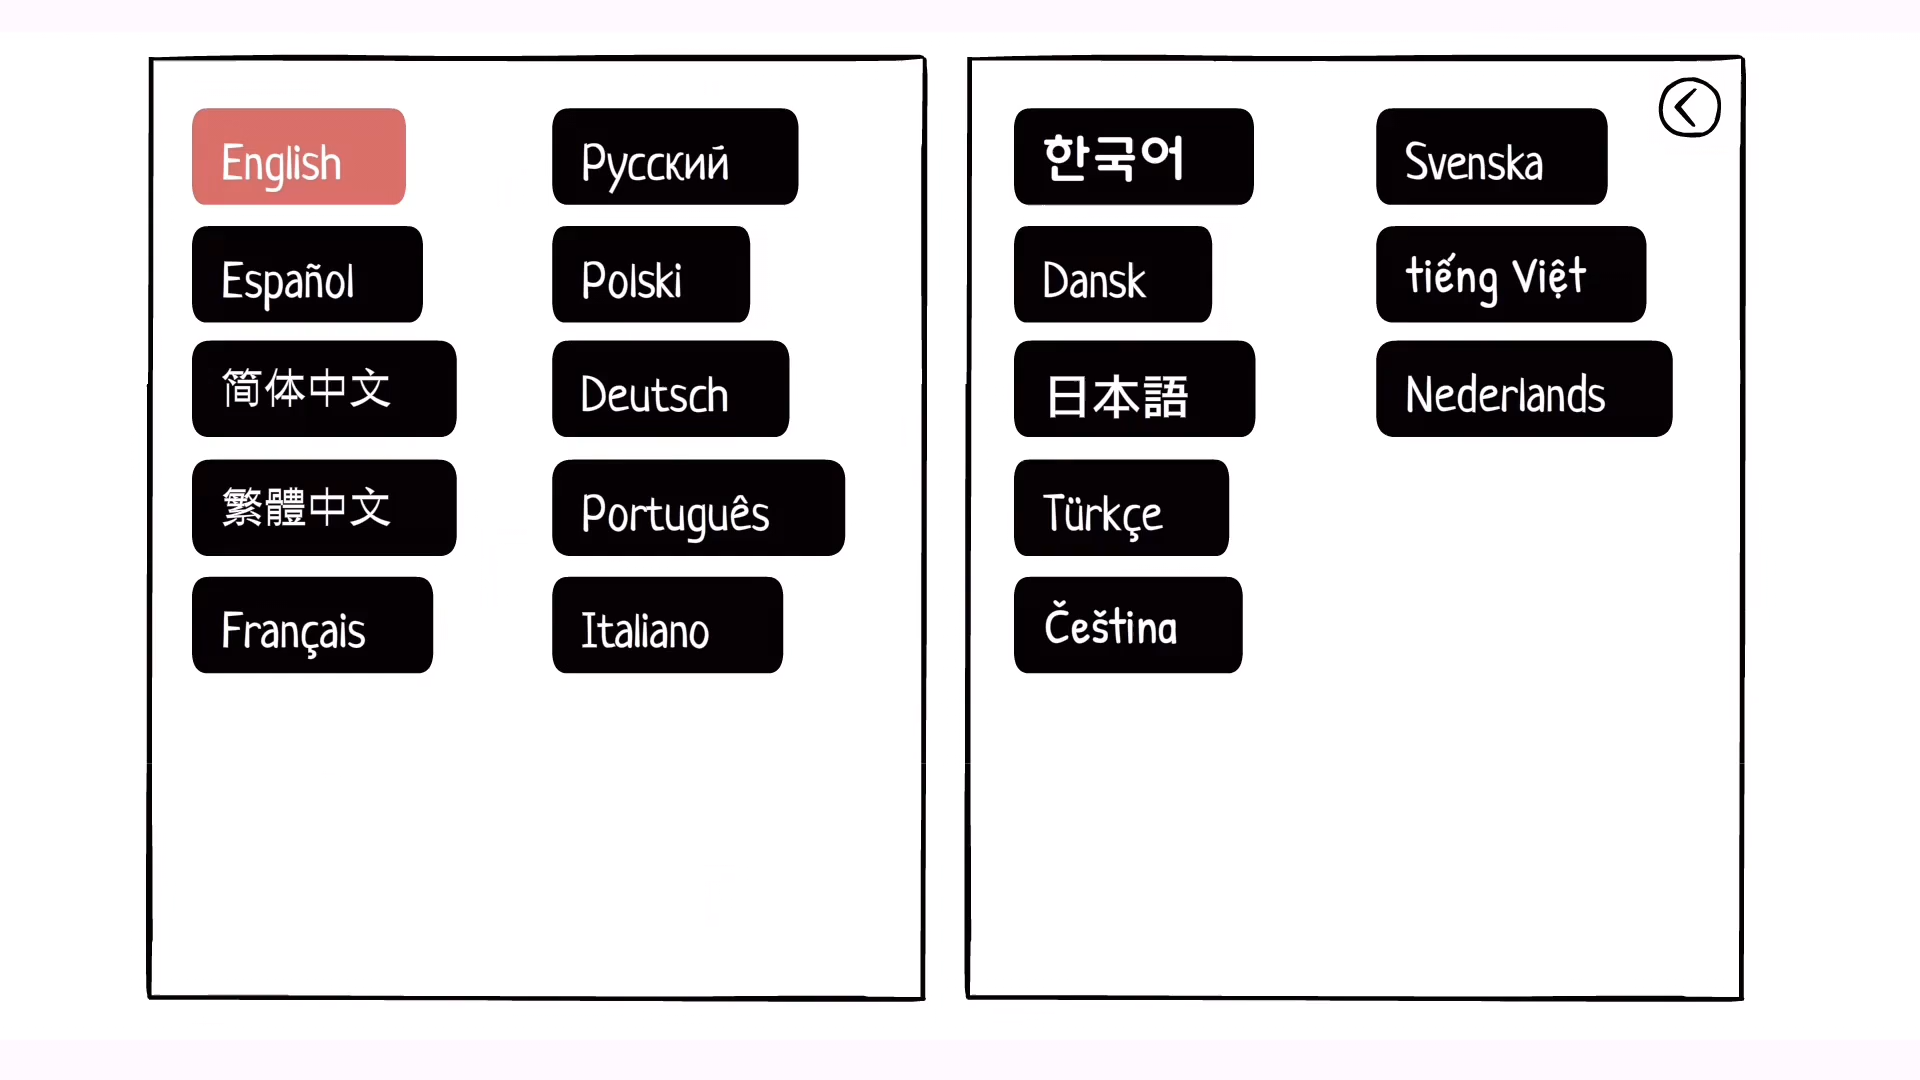 English
Español
简体中文
繁體中文
Français
Русский
Polski
Deutsch
Português
Italiano
한국어
Dansk
日本語
Türkçe
Čeština
Svenska
tiếng Việt
Nederlands